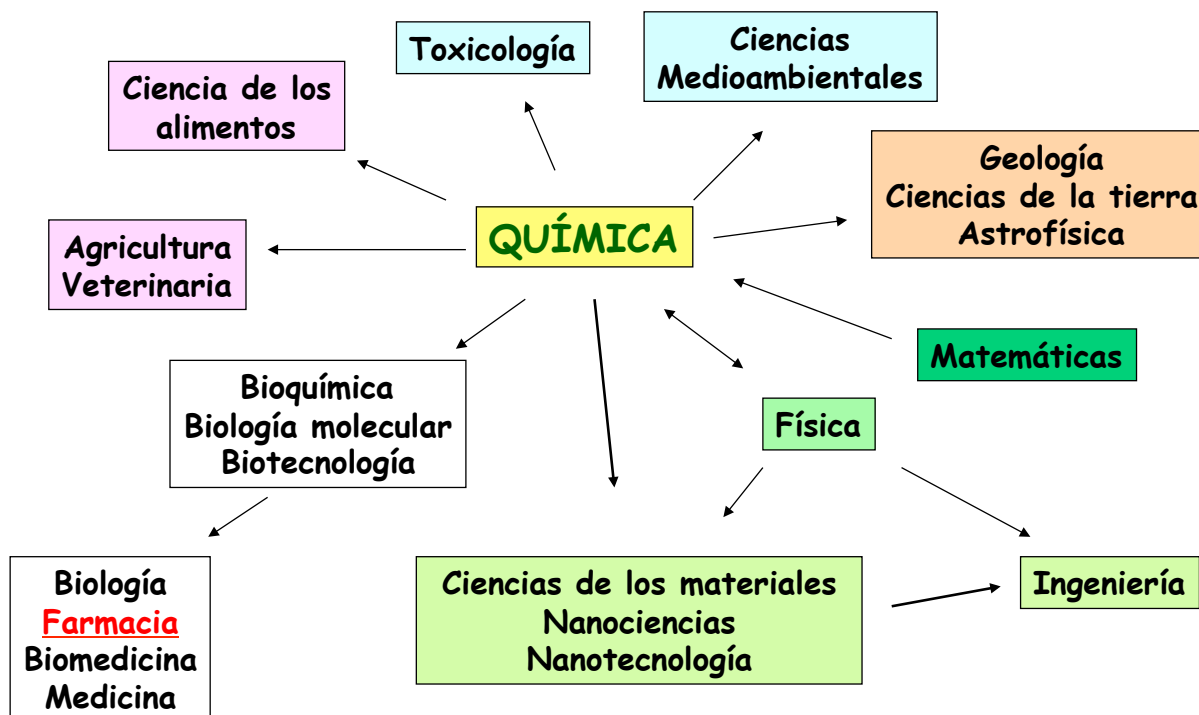 Toxicología
Ciencias
Medioambientales
Ciencia de los
alimentos
Geología
Ciencias de la tierra
Astrofísica
QUÍMICA
Agricultura
Veterinaria
Matemáticas
Bioquímica
Biología molecular
Biotecnología
Física
Biología
Farmacia
Biomedicina
Medicina
Ciencias de los materiales
Nanociencias
Nanotecnología
Ingeniería